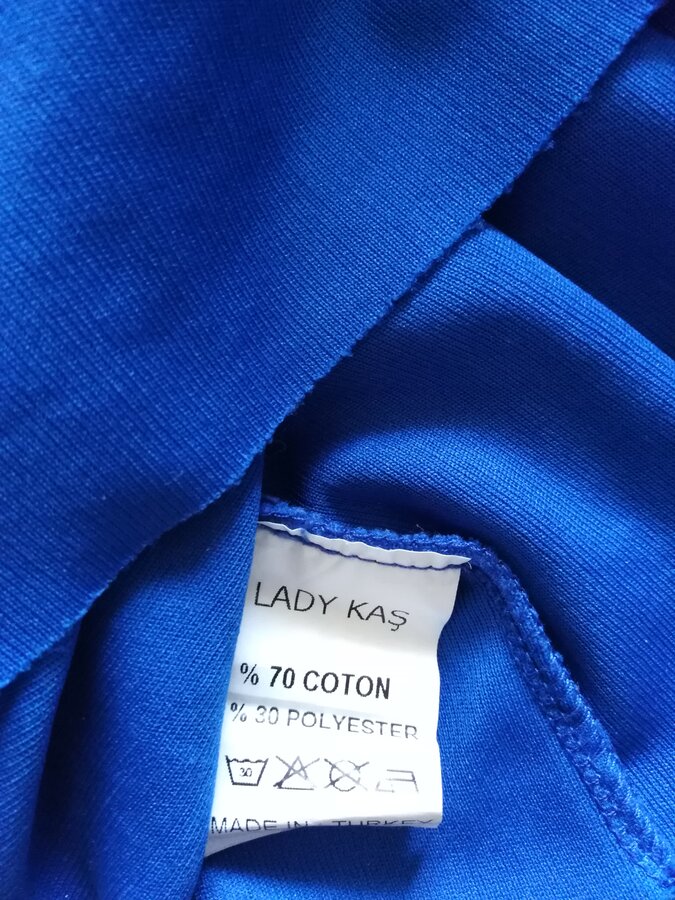 LADY KAŞ
% 70 COTON
% 30 POLYESTER
30
MADE IN TURKEY